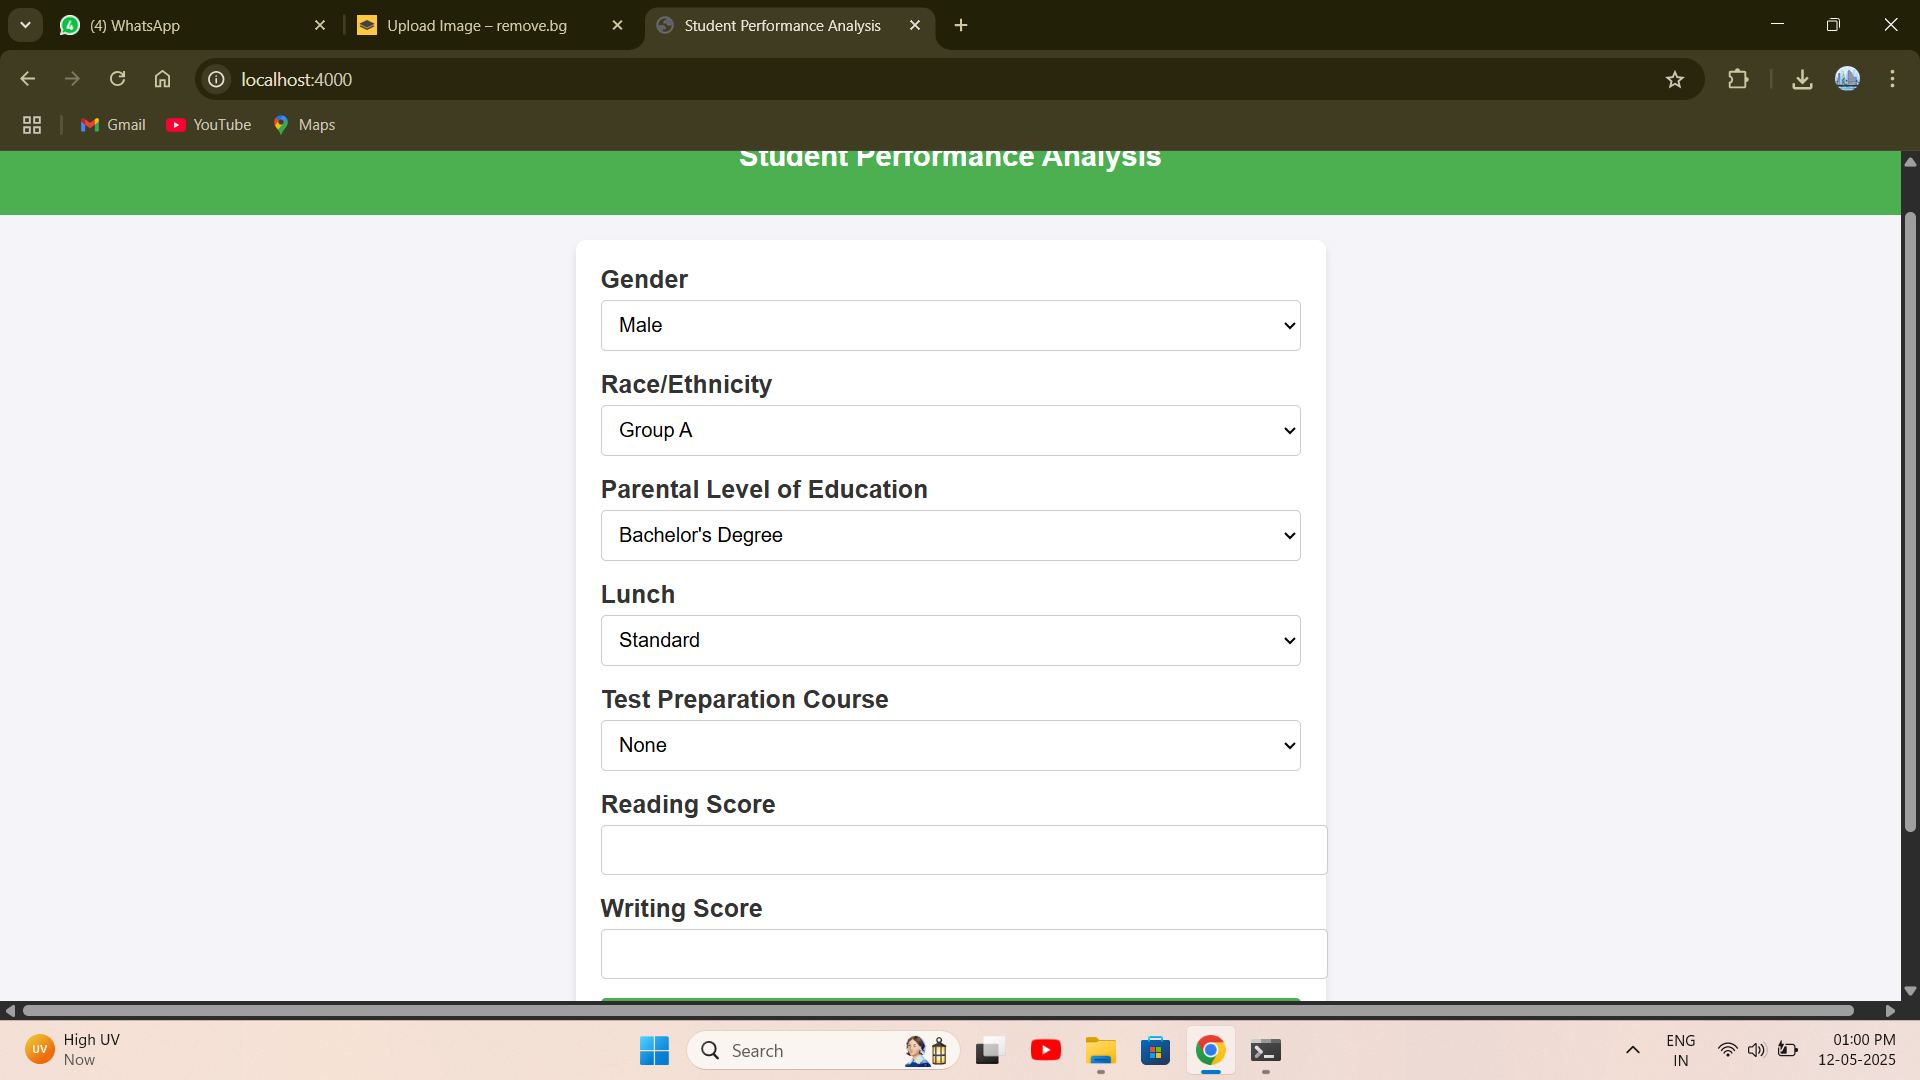 4
(4) WhatsApp
Upload Image – remove.bg
Student Performance Analysis
localhost:4000
Gmail
YouTube
Maps
Student Performance Analysis
Gender
Male
Race/Ethnicity
Group A
Parental Level of Education
Bachelor's Degree
Lunch
Standard
Test Preparation Course
None
Reading Score
Writing Score
UV
High UV
Now
Search
ENG
IN
01:00 PM
12-05-2025